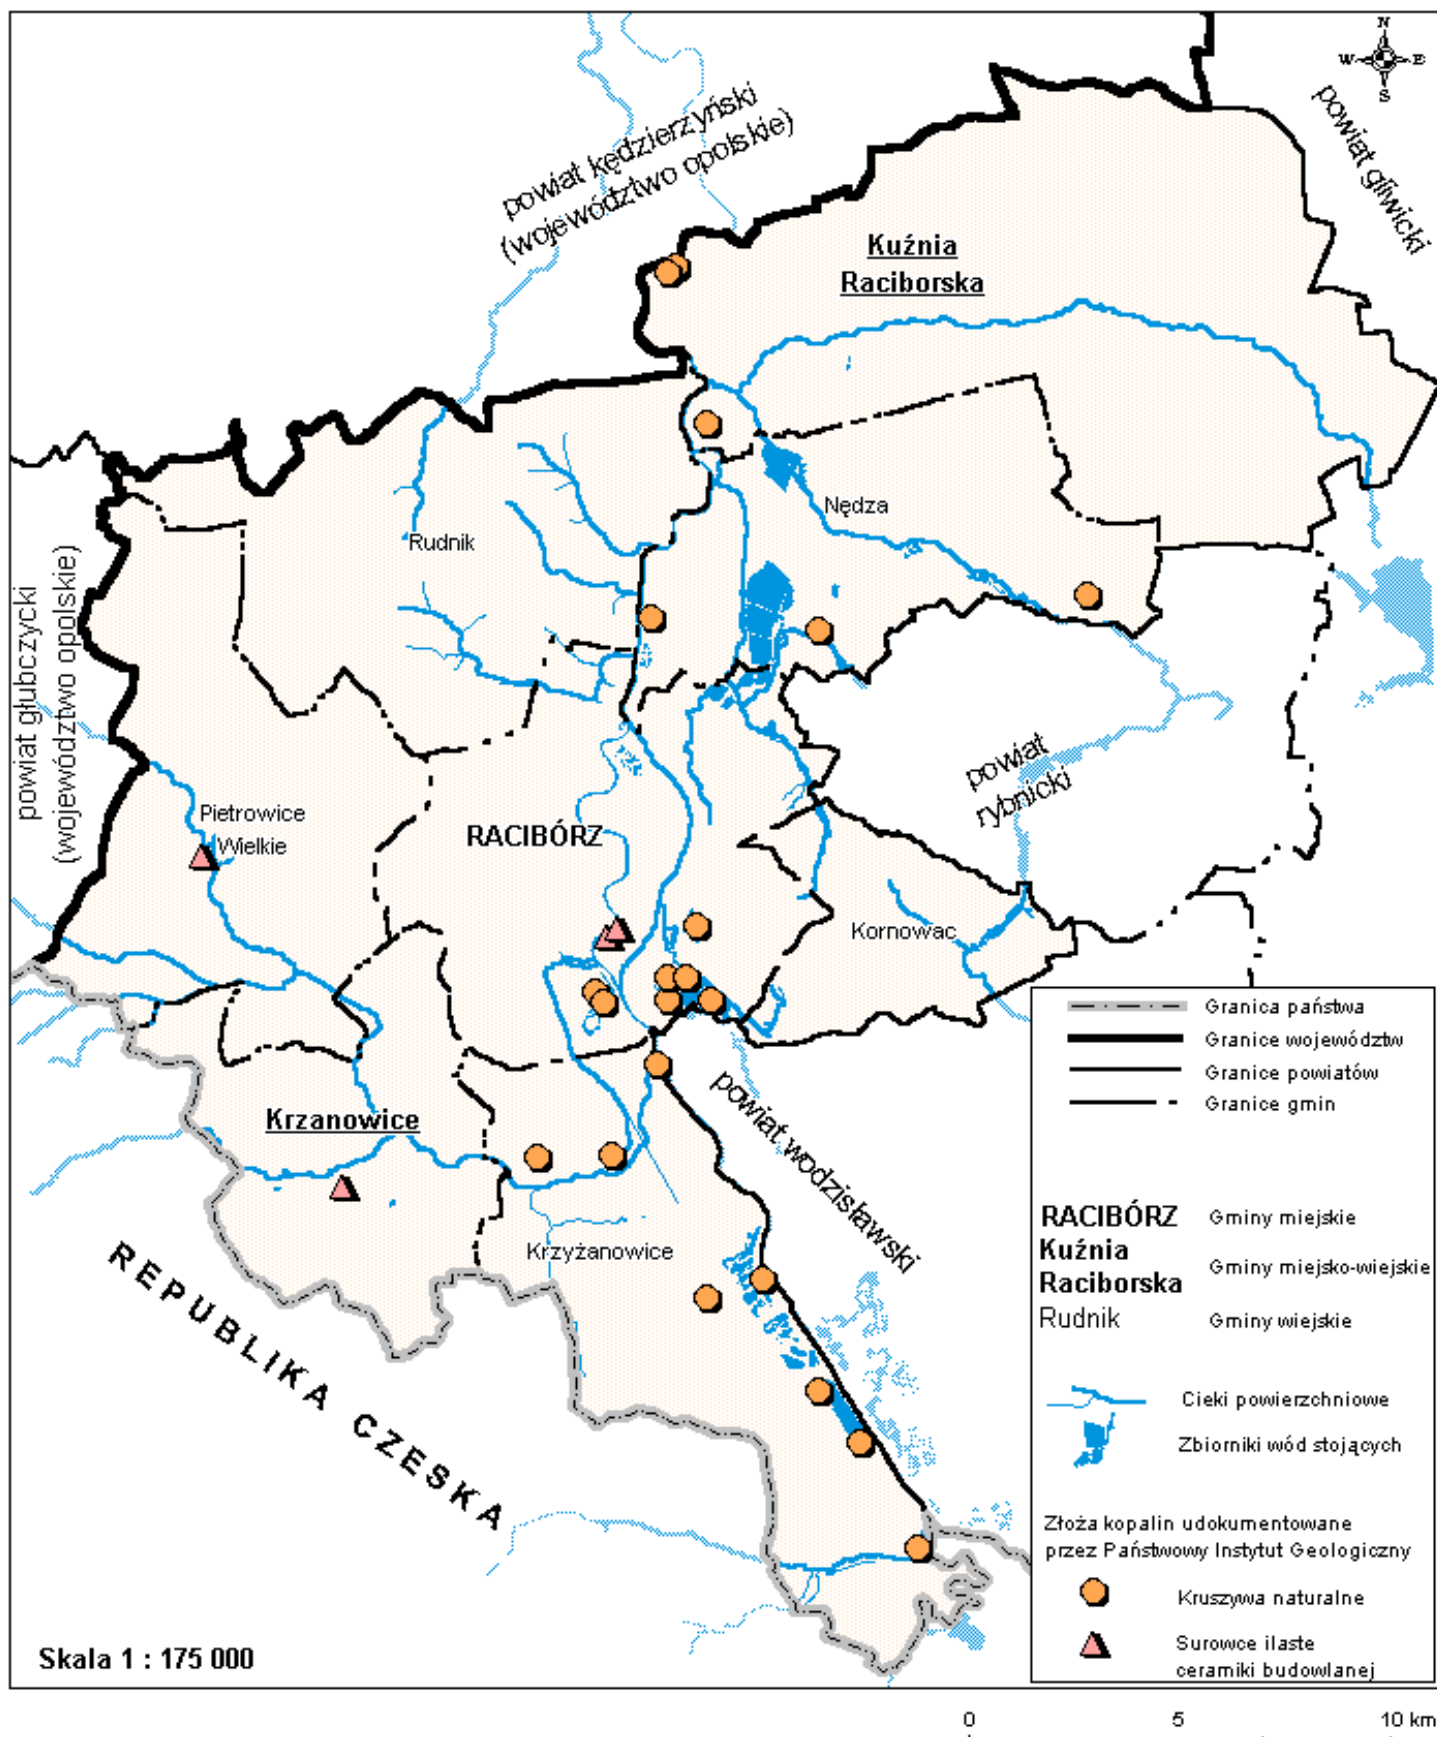 N
W E
S
powiat kędzierzyński
(województwo opolskie)
powiat gliwicki
Kuźnia
Raciborska
Nędza
Rudnik
powiat głubczycki
(województwo opolskie)
powiat
rybnicki
Pietrowice
Wielkie
RACIBÓRZ
Kornowac
Krzanowice
powiat wodzisławski
Krzyżanowice
REPUBLIKA CZESKA
Granica państwa
Granice województw
Granice powiatów
Granice gmin
RACIBÓRZ Gminy miejskie
Kuźnia
Raciborska Gminy miejsko-wiejskie
Rudnik Gminy wiejskie
Cieki powierzchniowe
Zbiorniki wód stojących
Złoża kopalin udokumentowane
przez Państwowy Instytut Geologiczny
Kruszywa naturalne
Surowce ilaste
ceramiki budowlanej
Skala 1 : 175 000
0 5 10 km